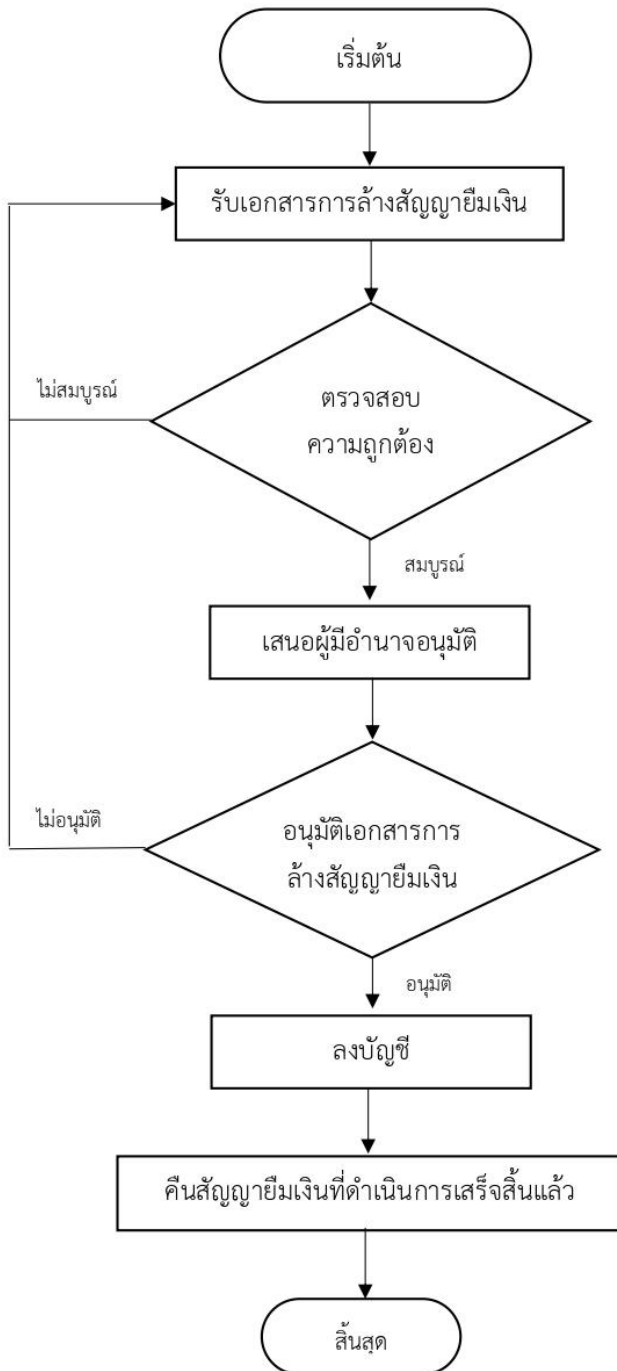 เริ่มต้น
รับเอกสารการล้างสัญญายืมเงิน
ไม่สมบูรณ์
ตรวจสอบ
ความถูกต้อง
สมบูรณ์
เสนอผู้มีอำนาจอนุมัติ
ไม่อนุมัติ
อนุมัติเอกสารการ
ล้างสัญญายืมเงิน
อนุมัติ
ลงบัญชี
คืนสัญญายืมเงินที่ดำเนินการเสร็จสิ้นแล้ว
สิ้นสุด